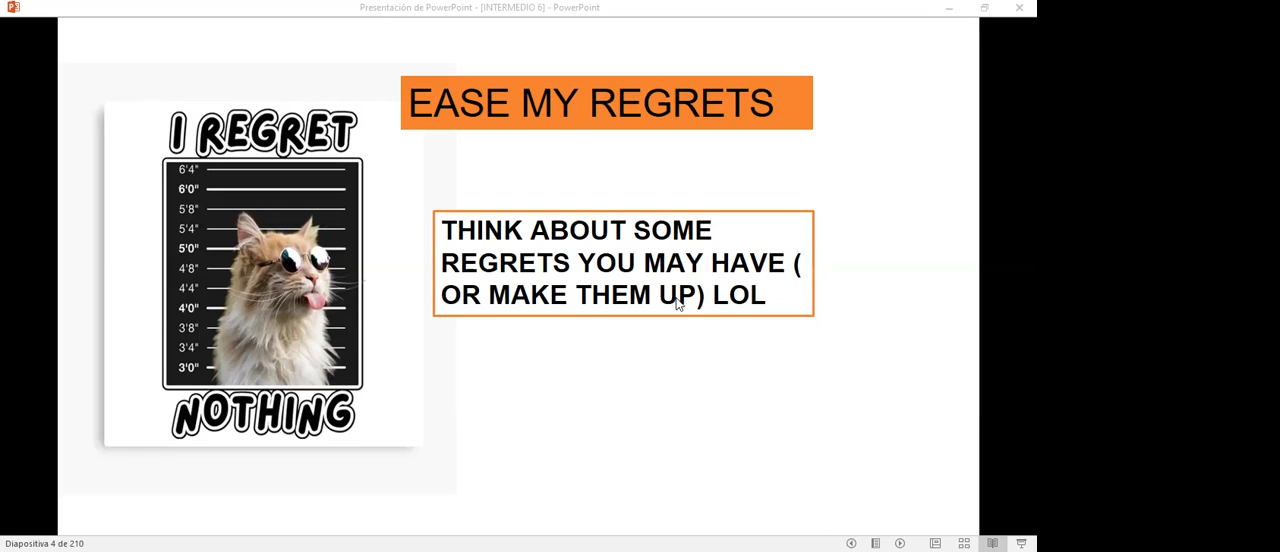 Presentación de PowerPoint - [INTERMEDIO 6] - PowerPoint
EASE MY REGRETS
I REGRET
6'4"
6'0"
5'8"
5'4"
5'0"
4'8"
4'4"
4'0"
3'8"
3'4"
3'0"
NOTHING
THINK ABOUT SOME
REGRETS YOU MAY HAVE (
OR MAKE THEM UP) LOL
Diapositiva 4 de 210